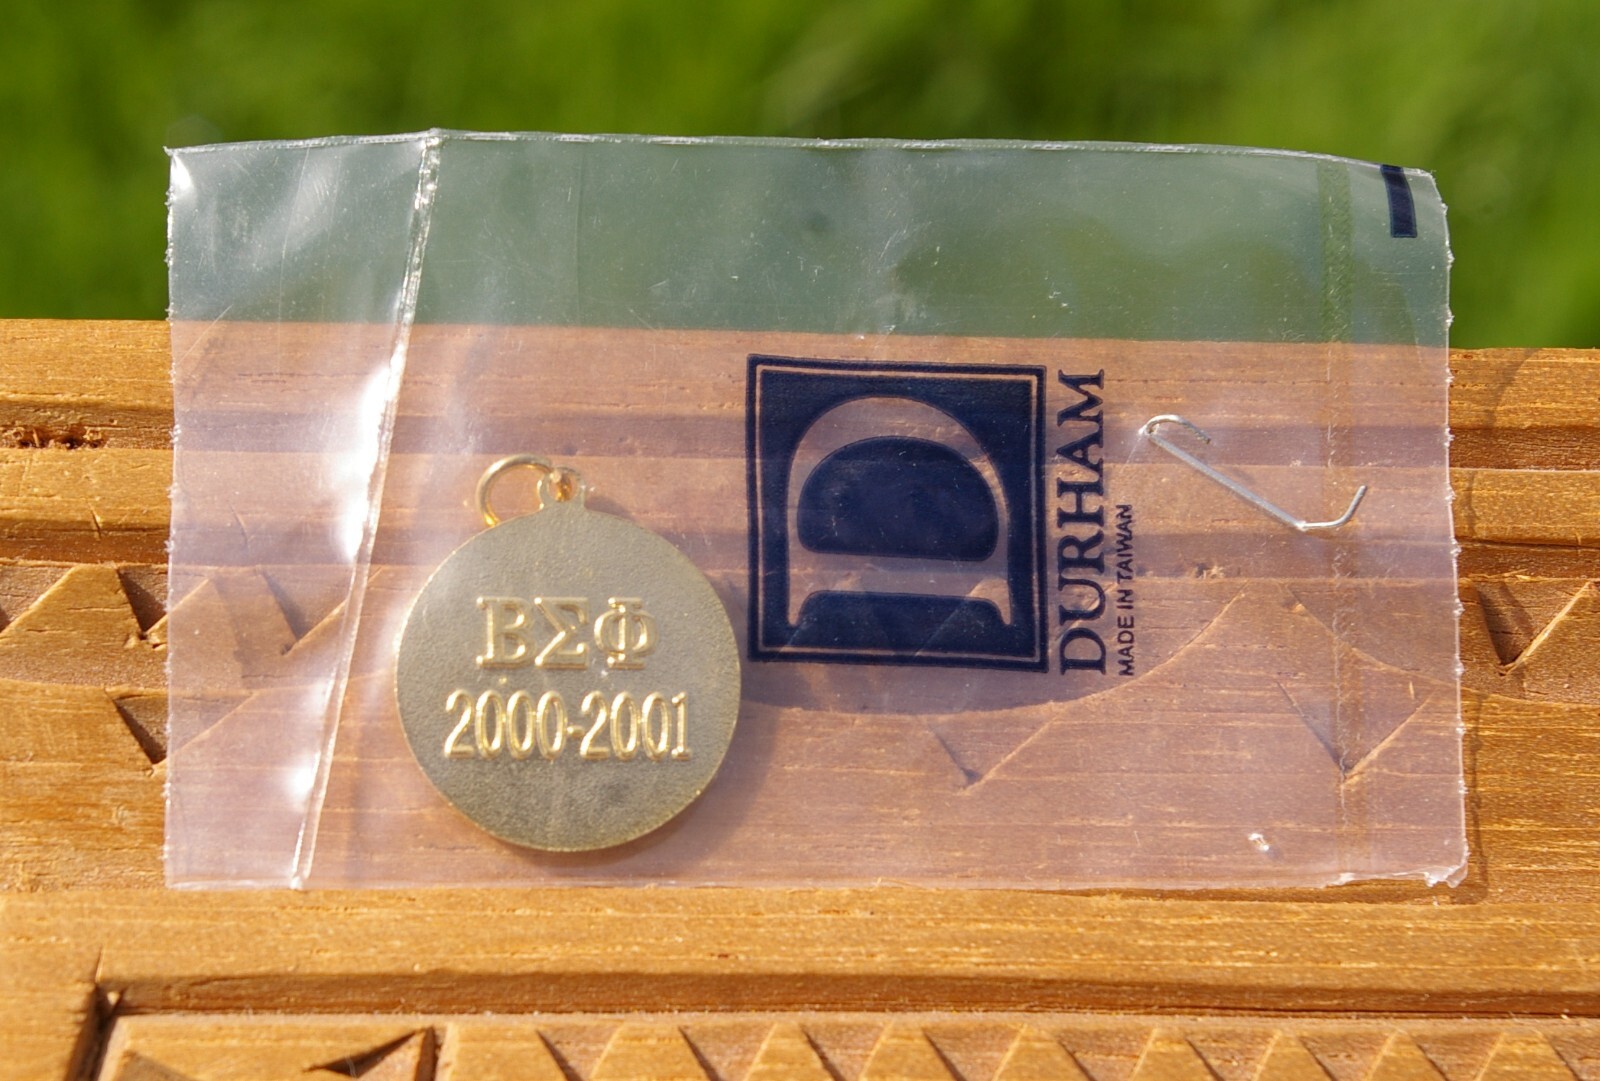 ΒΣΦ
2000-2001
D
DURHAM
MADE IN TAIWAN